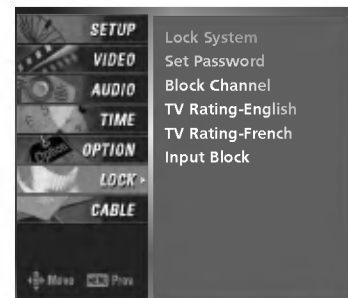 SETUP
VIDEO
AUDIO
TIME
OPTION
LOCK
CABLE
Move MENU Prev
Lock System
Set Password
Block Channel
TV Rating-English
TV Rating-French
Input Block